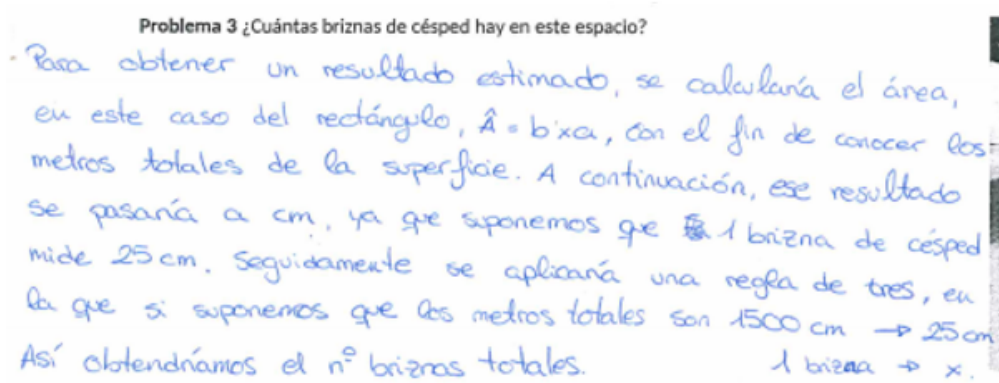 Problema 3 ¿Cuántas briznas de césped hay en este espacio?
- Para obtener un resultado estimado, se calcularía el área,
en este caso del rectángulo, Â = b x a, con el fin de conocer los
metros totales de la superficie. A continuación, ese resultado
se pasaría a cm, ya que suponemos que 1 brizna de césped
mide 25 cm. Seguidamente se aplicaría una regla de tres, en
la que si suponemos que los metros totales son 1500 cm → 25 cm
Así obtendríamos el nº briznas totales. 1 brizna → x.